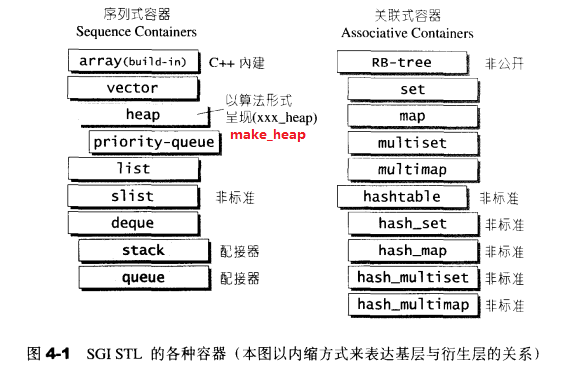 序列式容器
Sequence Containers
array(build-in) C++ 内建
vector
heap 以算法形式
呈现(xxx_heap)
make_heap
priority-queue
list
slist 非标准
deque
stack 配接器
queue 配接器
关联式容器
Associative Containers
RB-tree 非公开
set
map
multiset
multimap
hashtable 非标准
hash_set 非标准
hash_map 非标准
hash_multiset 非标准
hash_multimap 非标准
图 4-1 SGI STL 的各种容器（本图以内缩方式来表达基层与衍生层的关系）